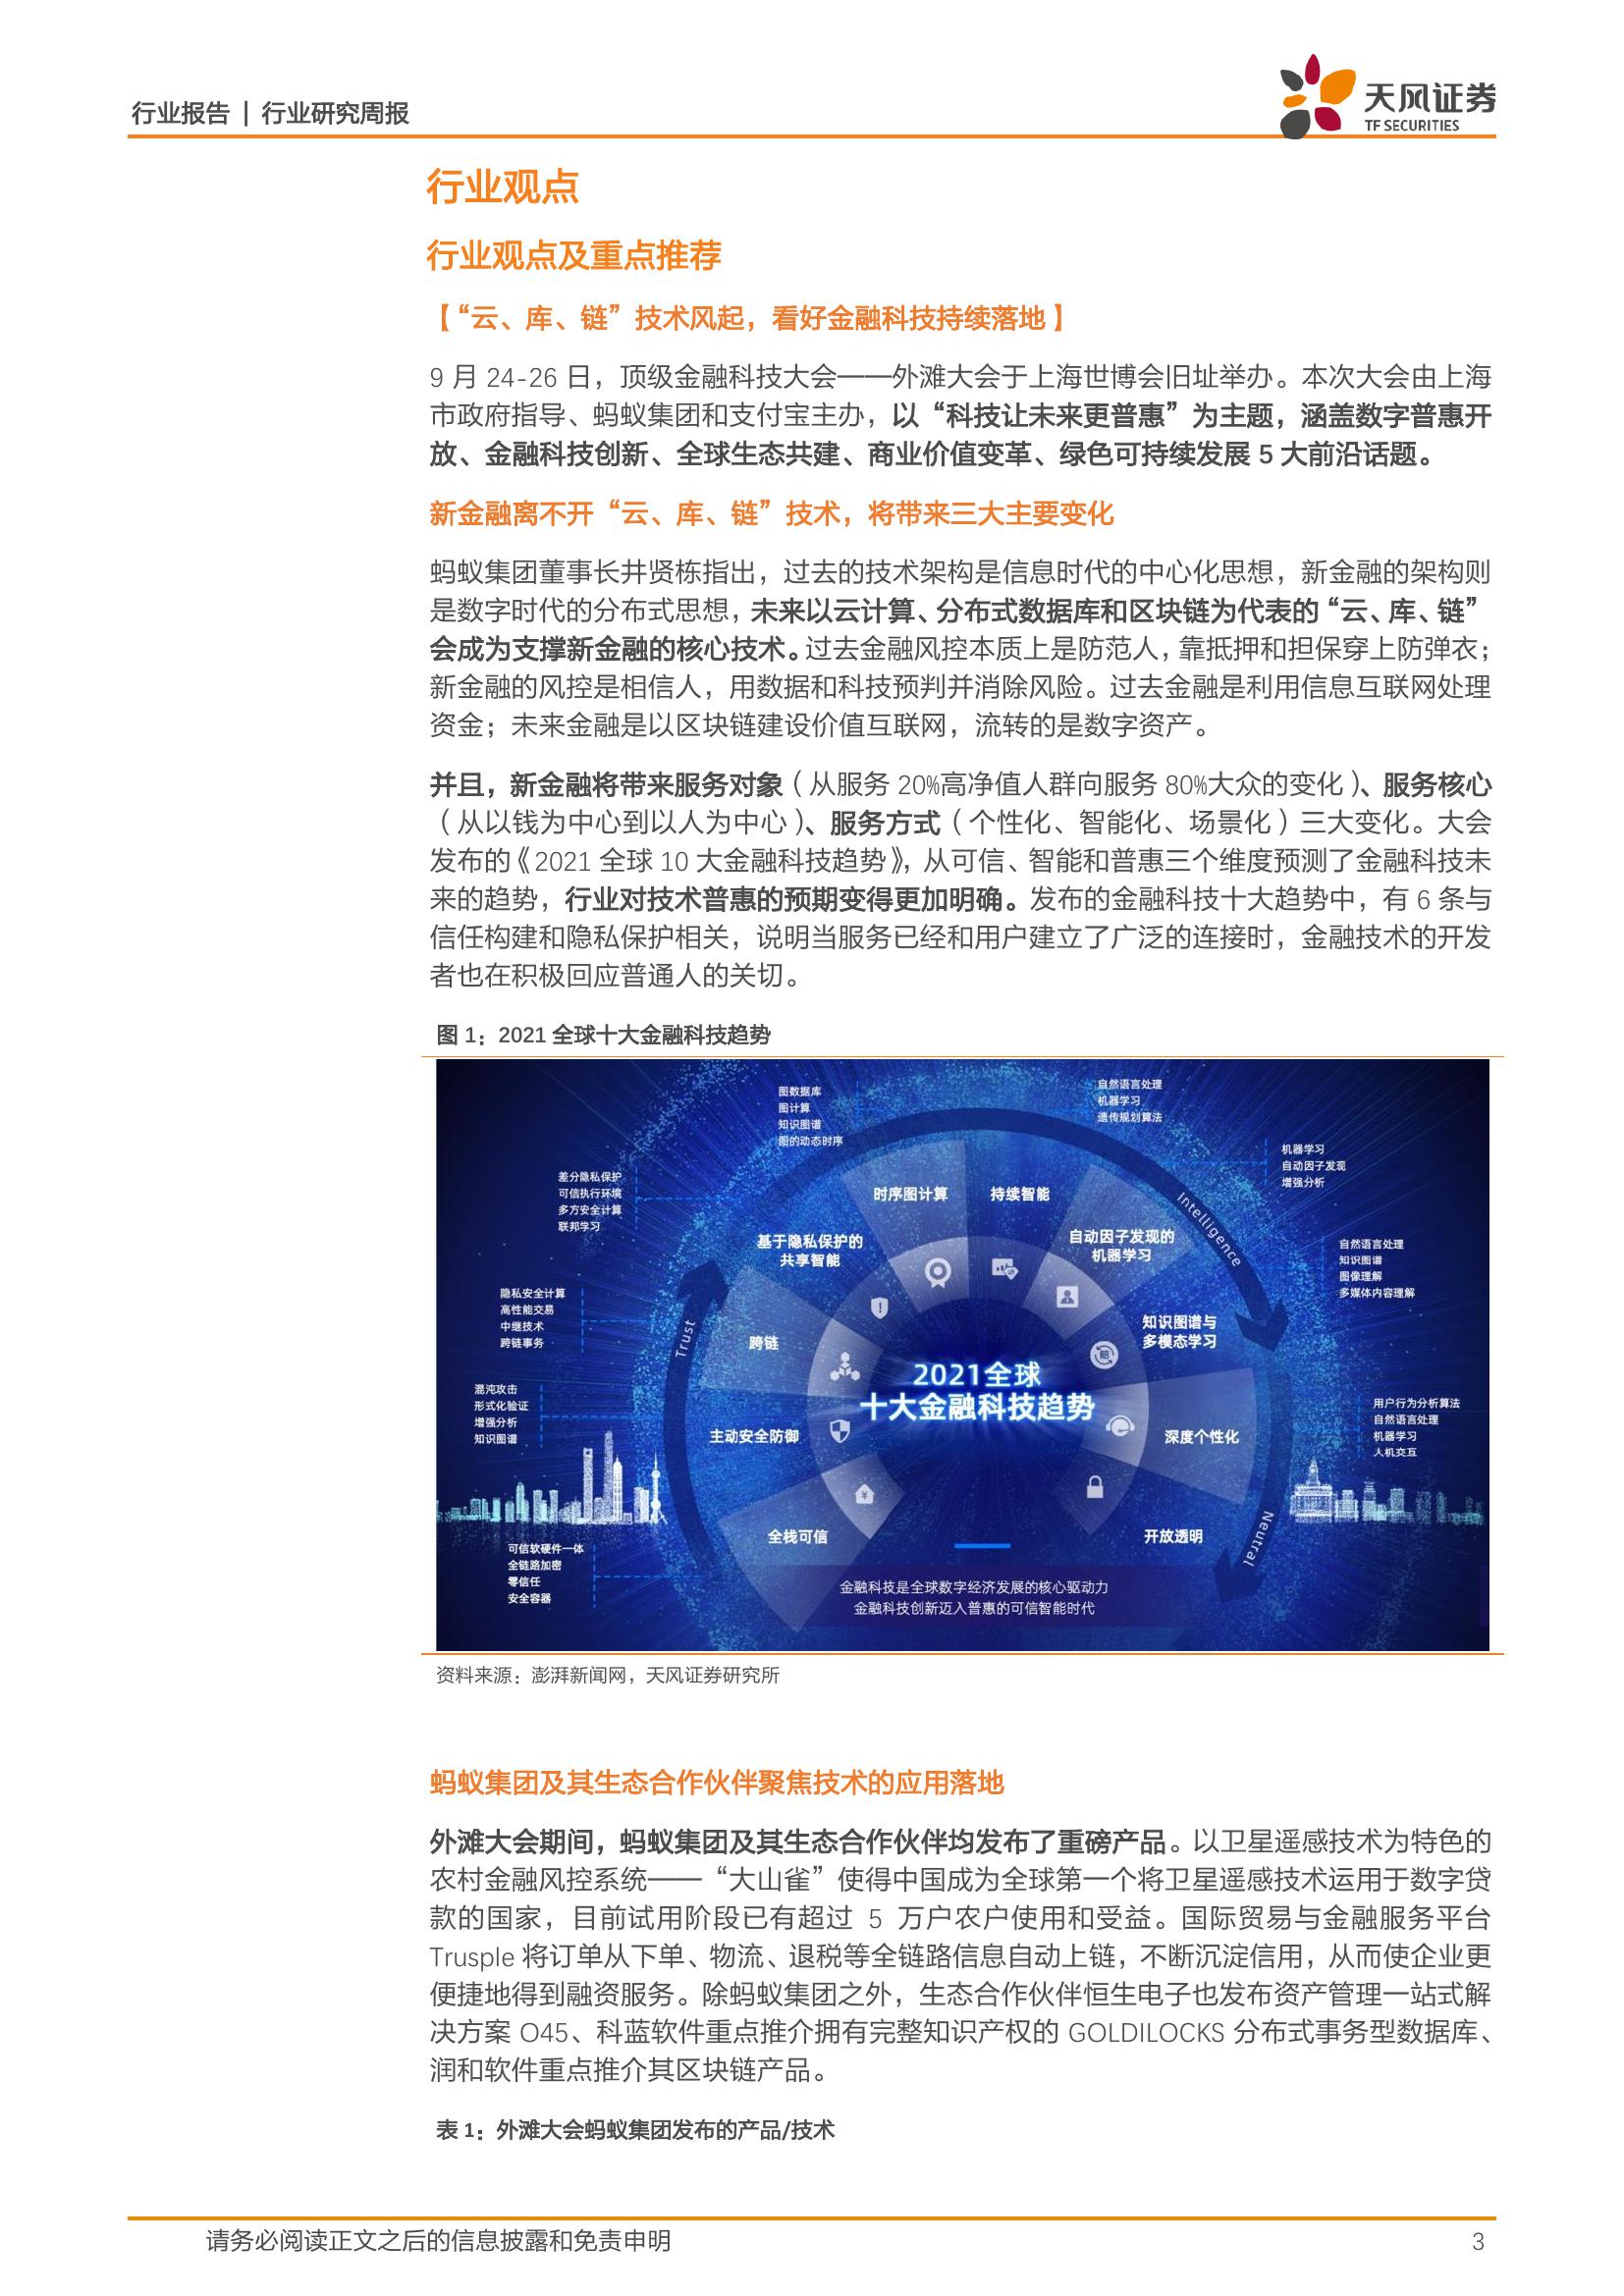 行业报告 | 行业研究周报
天风证券
TF SECURITIES
行业观点
行业观点及重点推荐
【“云、库、链”技术风起，看好金融科技持续落地】
9 月 24-26 日，顶级金融科技大会——外滩大会于上海世博会旧址举办。本次大会由上海
市政府指导、蚂蚁集团和支付宝主办，以“科技让未来更普惠”为主题，涵盖数字普惠开
放、金融科技创新、全球生态共建、商业价值变革、绿色可持续发展 5 大前沿话题。
新金融离不开“云、库、链”技术，将带来三大主要变化
蚂蚁集团董事长井贤栋指出，过去的技术架构是信息时代的中心化思想，新金融的架构则
是数字时代的分布式思想，未来以云计算、分布式数据库和区块链为代表的“云、库、链”
会成为支撑新金融的核心技术。过去金融风控本质上是防范人，靠抵押和担保穿上防弹衣；
新金融的风控是相信人，用数据和科技预判并消除风险。过去金融是利用信息互联网处理
资金；未来金融是以区块链建设价值互联网，流转的是数字资产。
并且，新金融将带来服务对象（从服务 20%高净值人群向服务 80%大众的变化）、服务核心
（从以钱为中心到以人为中心）、服务方式（个性化、智能化、场景化）三大变化。大会
发布的《2021 全球 10 大金融科技趋势》，从可信、智能和普惠三个维度预测了金融科技未
来的趋势，行业对技术普惠的预期变得更加明确。发布的金融科技十大趋势中，有 6 条与
信任构建和隐私保护相关，说明当服务已经和用户建立了广泛的连接时，金融技术的开发
者也在积极回应普通人的关切。
图 1：2021 全球十大金融科技趋势
图数据库
图计算
知识图谱
图的动态时序
自然语言处理
机器学习
遗传规划算法
机器学习
自动因子发现
增强分析
差分隐私保护
可信执行环境
多方安全计算
联邦学习
自然语言处理
知识图谱
图像理解
多媒体内容理解
隐私安全计算
高性能交易
中继技术
跨链事务
混沌攻击
形式化验证
增强分析
知识图谱
用户行为分析算法
自然语言处理
机器学习
人机交互
可信软硬件一体
全链路加密
零信任
安全容器
Trust
Intelligence
Neutral
时序图计算
持续智能
基于隐私保护的
共享智能
自动因子发现的
机器学习
跨链
知识图谱与
多模态学习
主动安全防御
深度个性化
全栈可信
开放透明
2021全球
十大金融科技趋势
金融科技是全球数字经济发展的核心驱动力
金融科技创新迈入普惠的可信智能时代
资料来源：澎湃新闻网，天风证券研究所
蚂蚁集团及其生态合作伙伴聚焦技术的应用落地
外滩大会期间，蚂蚁集团及其生态合作伙伴均发布了重磅产品。以卫星遥感技术为特色的
农村金融风控系统——“大山雀”使得中国成为全球第一个将卫星遥感技术运用于数字贷
款的国家，目前试用阶段已有超过 5 万户农户使用和受益。国际贸易与金融服务平台
Trusple 将订单从下单、物流、退税等全链路信息自动上链，不断沉淀信用，从而使企业更
便捷地得到融资服务。除蚂蚁集团之外，生态合作伙伴恒生电子也发布资产管理一站式解
决方案 O45、科蓝软件重点推介拥有完整知识产权的 GOLDILOCKS 分布式事务型数据库、
润和软件重点推介其区块链产品。
表 1：外滩大会蚂蚁集团发布的产品/技术
请务必阅读正文之后的信息披露和免责申明
3